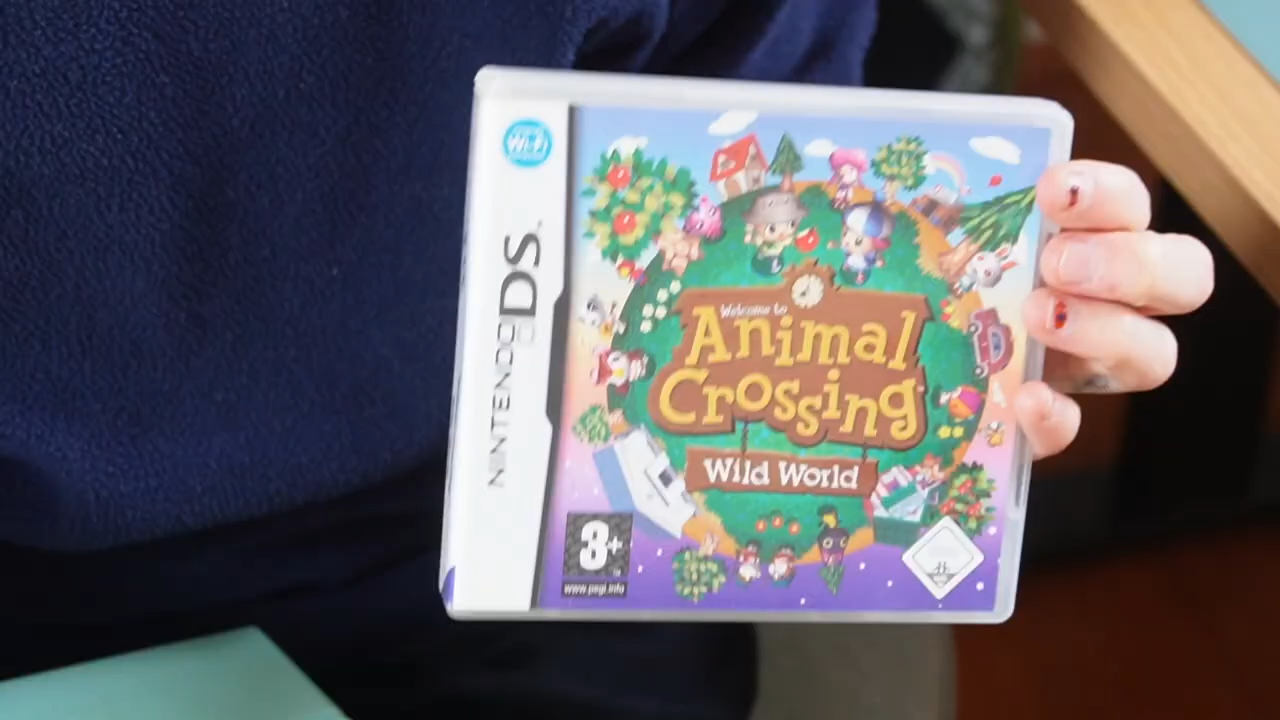 Wi-Fi
NINTENDO DS
Welcome to
Animal
Crossing
Wild World
3+
www.pegi.info